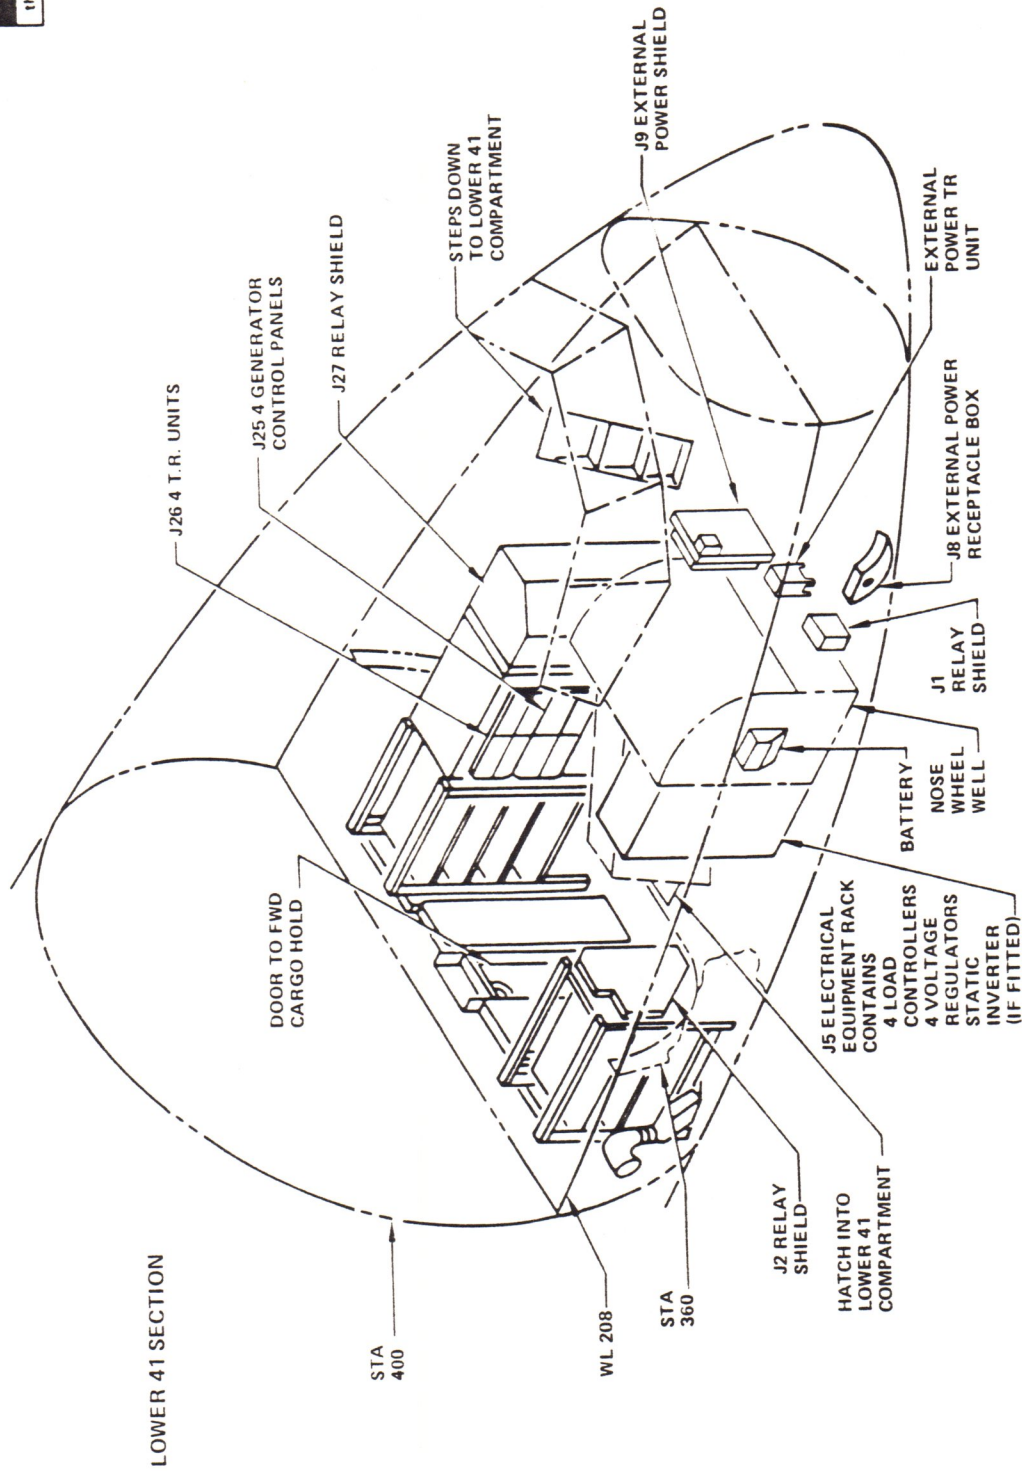 LOWER 41 SECTION
STA
400
WL 208
STA
360
J2 RELAY
SHIELD
HATCH INTO
LOWER 41
COMPARTMENT
DOOR TO FWD
CARGO HOLD
J5 ELECTRICAL
EQUIPMENT RACK
CONTAINS
4 LOAD
CONTROLLERS
4 VOLTAGE
REGULATORS
STATIC
INVERTER
(IF FITTED)
BATTERY
NOSE
WHEEL
WELL
J1
RELAY
SHIELD
J8 EXTERNAL POWER
RECEPTACLE BOX
EXTERNAL
POWER TR
UNIT
J26 4 T.R. UNITS
J25 4 GENERATOR
CONTROL PANELS
J27 RELAY SHIELD
STEPS DOWN
TO LOWER 41
COMPARTMENT
J9 EXTERNAL
POWER SHIELD